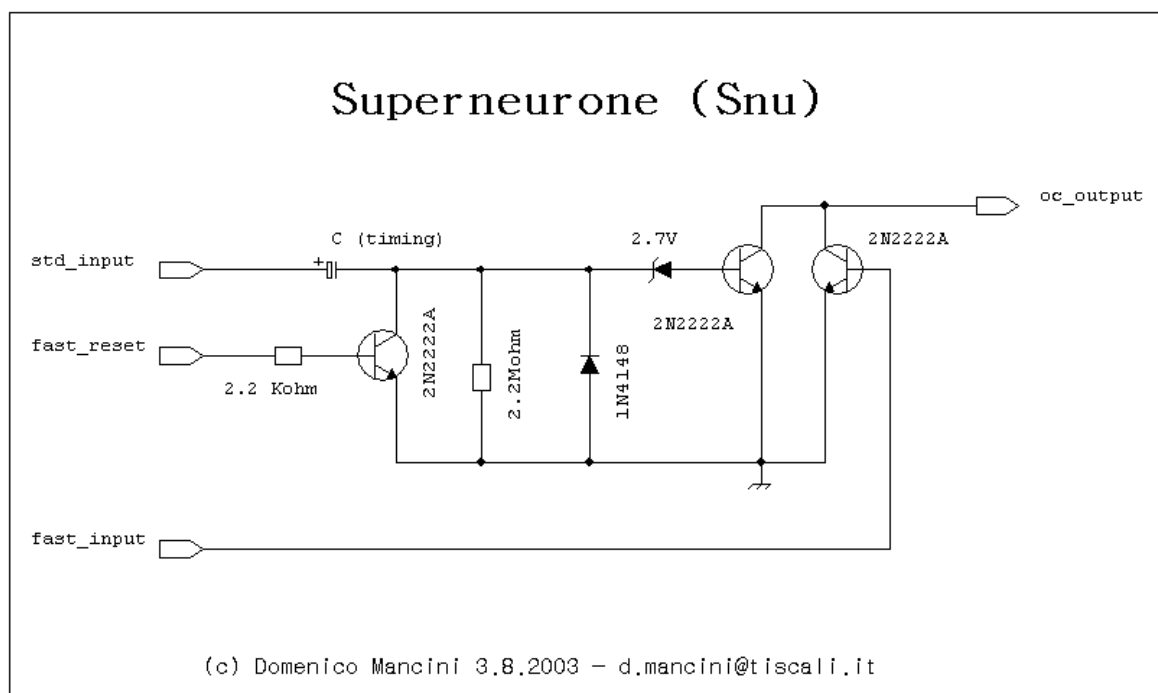 Superneurone (Snu)
oc_output
C (timing)
2.7V
2N2222A
std_input
+
2N2222A
fast_reset
2N2222A
2.2 Kohm
2.2Mohm
1N4148
fast_input
(c) Domenico Mancini 3.8.2003 - d.mancini@tiscali.it